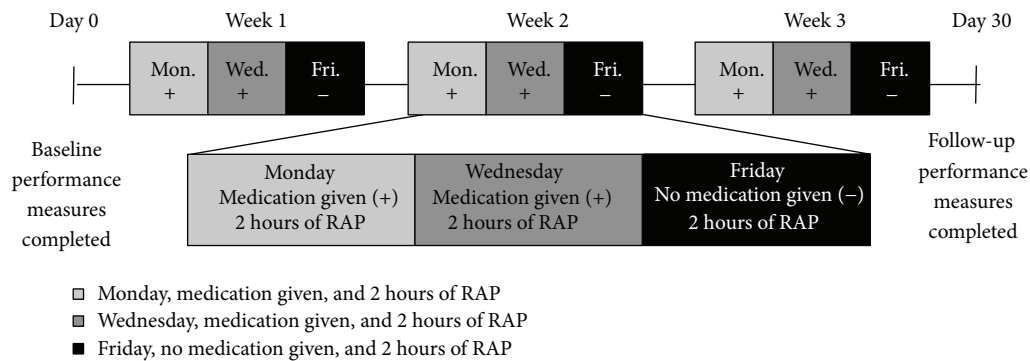 Day 0 Week 1 Week 2 Week 3 Day 30
Mon. Wed. Fri. Mon. Wed. Fri. Mon. Wed. Fri.
+ + − + + − + + −
Baseline
performance
measures
completed
Monday
Medication given (+)
2 hours of RAP
Wednesday
Medication given (+)
2 hours of RAP
Friday
No medication given (−)
2 hours of RAP
Follow-up
performance
measures
completed
Monday, medication given, and 2 hours of RAP
Wednesday, medication given, and 2 hours of RAP
Friday, no medication given, and 2 hours of RAP